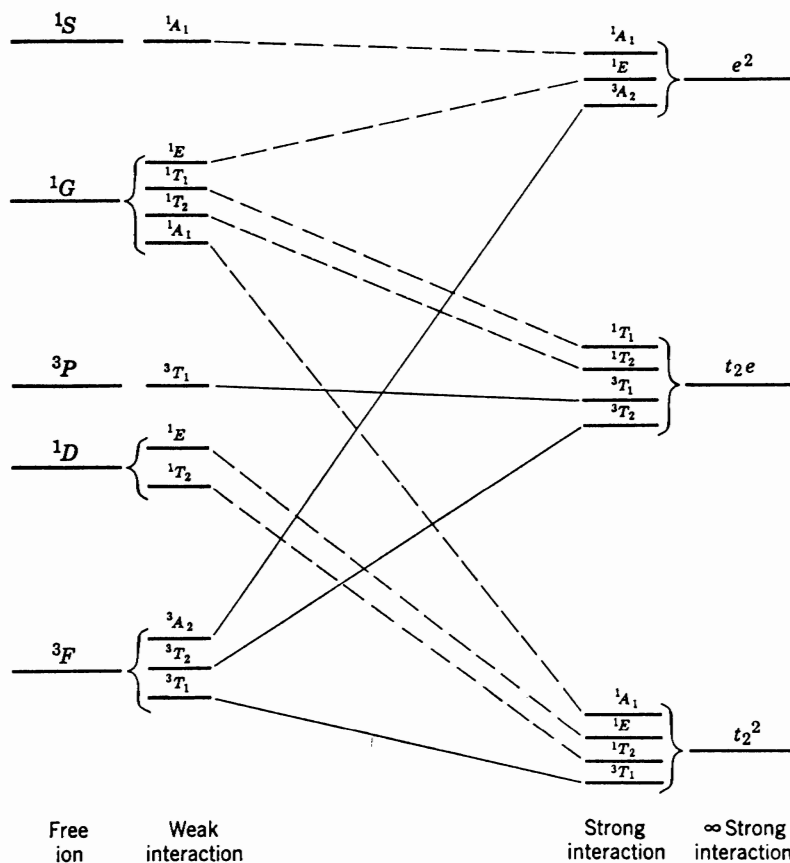 ¹S ¹A₁
¹A₁
¹E e²
³A₂
¹E
¹T₁
¹G ¹T₂
¹A₁
¹T₁
¹T₂
³P ³T₁ ³T₁ t₂e
³T₂
¹E
¹D ¹T₂
³A₂
³F ³T₂
³T₁
¹A₁
¹E t₂²
¹T₂
³T₁
Free Weak Strong ∞ Strong
ion interaction interaction interaction